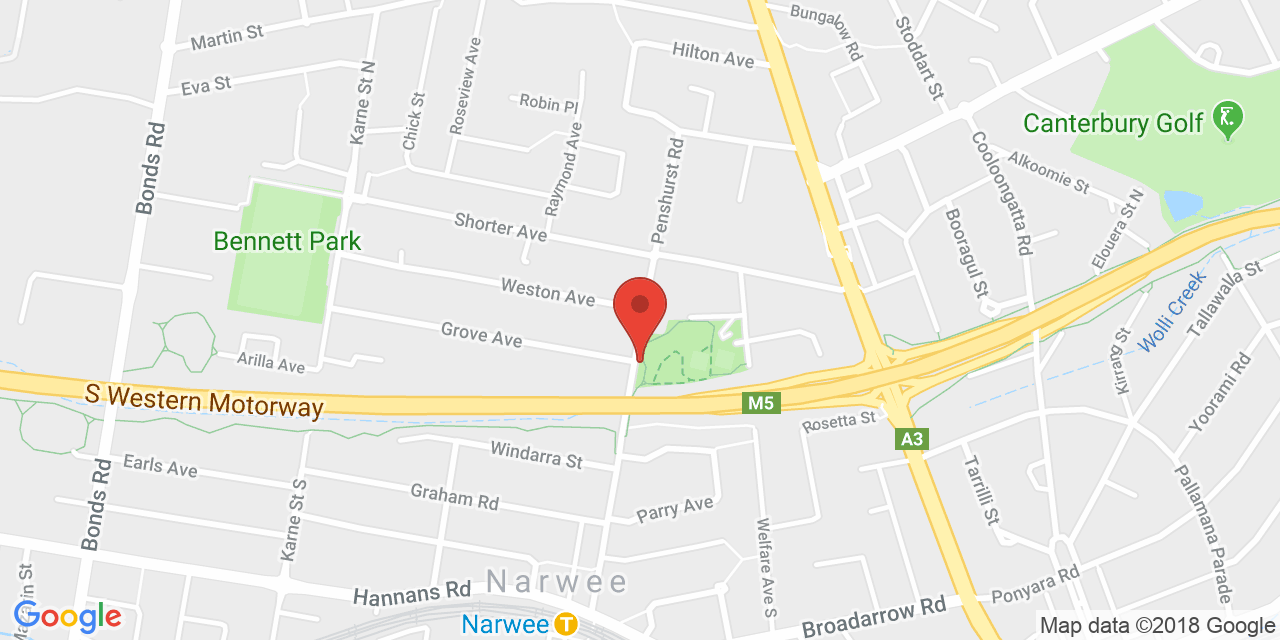 Martin St
Bungalow Rd
Stoddart St
Hilton Ave
Roseview Ave
Karne St N
Eva St
Chick St
Robin Pl
Canterbury Golf
Bonds Rd
Raymond Ave
Penshurst Rd
Cooloongatta Rd
Alkoomie St
Shorter Ave
Booragul St
Elouera St N
Bennett Park
Weston Ave
Wolli Creek
Tallawalla St
Grove Ave
Arilla Ave
Kirrang St
S Western Motorway
M5
Yoorami Rd
Rosetta St
A3
Windarra St
Earls Ave
Bonds Rd
Karne St S
Graham Rd
Parry Ave
Tarrilli St
Pallamana Parade
Welfare Ave S
Narwee
Hannans Rd
Ponyara Rd
Martin St
Broadarrow Rd
Narwee T
Google
Map data ©2018 Google